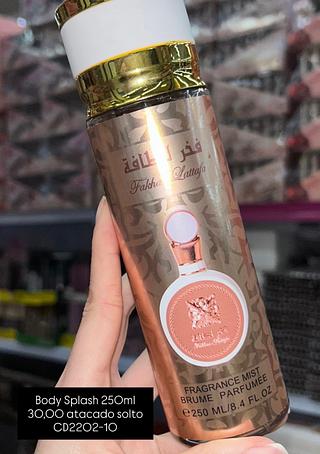 فخر لطافة
Fakhar Lattafa
FRAGRANCE MIST
BRUME PARFUMÉE
℮250 ML/8.4 FL OZ
Body Splash 250ml
30,00 atacado solto
CD2202-10